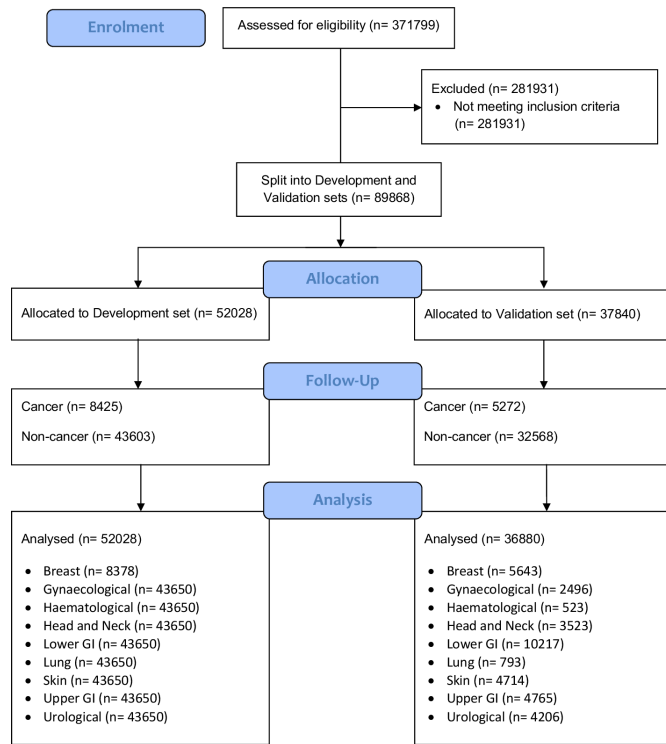 Enrolment
Assessed for eligibility (n= 371799)
Excluded (n= 281931)
• Not meeting inclusion criteria
(n= 281931)
Split into Development and
Validation sets (n= 89868)
Allocation
Allocated to Development set (n= 52028)
Allocated to Validation set (n= 37840)
Follow-Up
Cancer (n= 8425)
Non-cancer (n= 43603)
Cancer (n= 5272)
Non-cancer (n= 32568)
Analysis
Analysed (n= 52028)
• Breast (n= 8378)
• Gynaecological (n= 43650)
• Haematological (n= 43650)
• Head and Neck (n= 43650)
• Lower GI (n= 43650)
• Lung (n= 43650)
• Skin (n= 43650)
• Upper GI (n= 43650)
• Urological (n= 43650)
Analysed (n= 36880)
• Breast (n= 5643)
• Gynaecological (n= 2496)
• Haematological (n= 523)
• Head and Neck (n= 3523)
• Lower GI (n= 10217)
• Lung (n= 793)
• Skin (n= 4714)
• Upper GI (n= 4765)
• Urological (n= 4206)